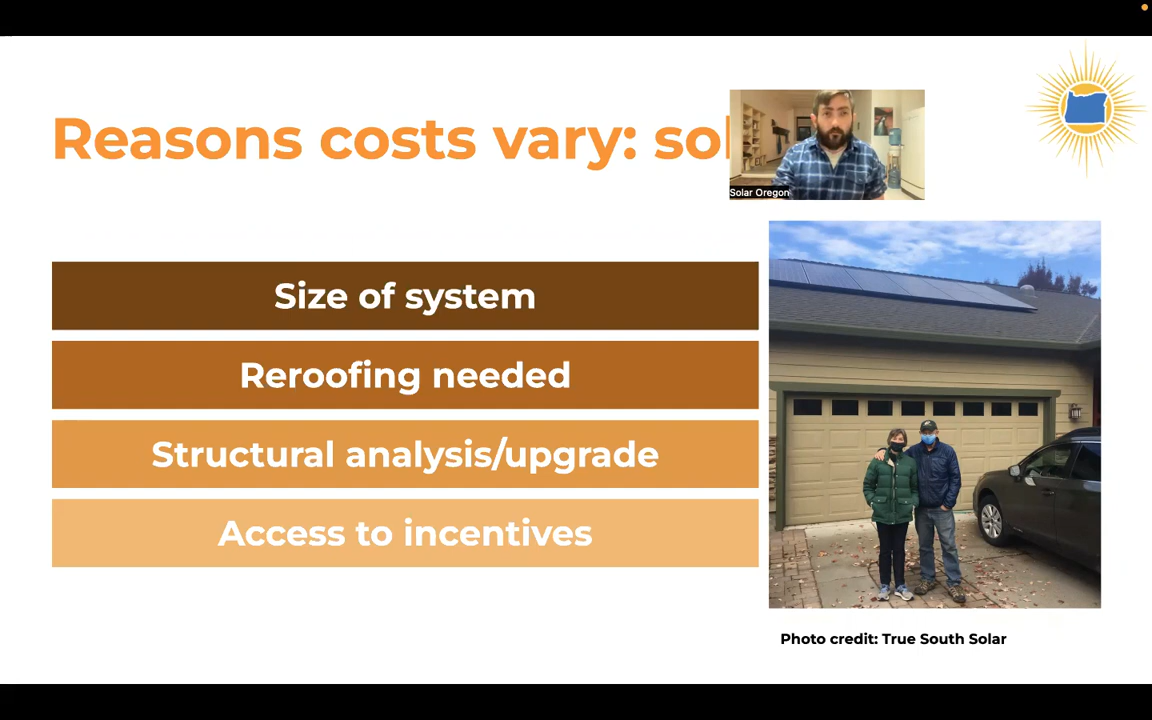 Reasons costs vary: sol
Solar Oregon
Size of system
Reroofing needed
Structural analysis/upgrade
Access to incentives
Photo credit: True South Solar